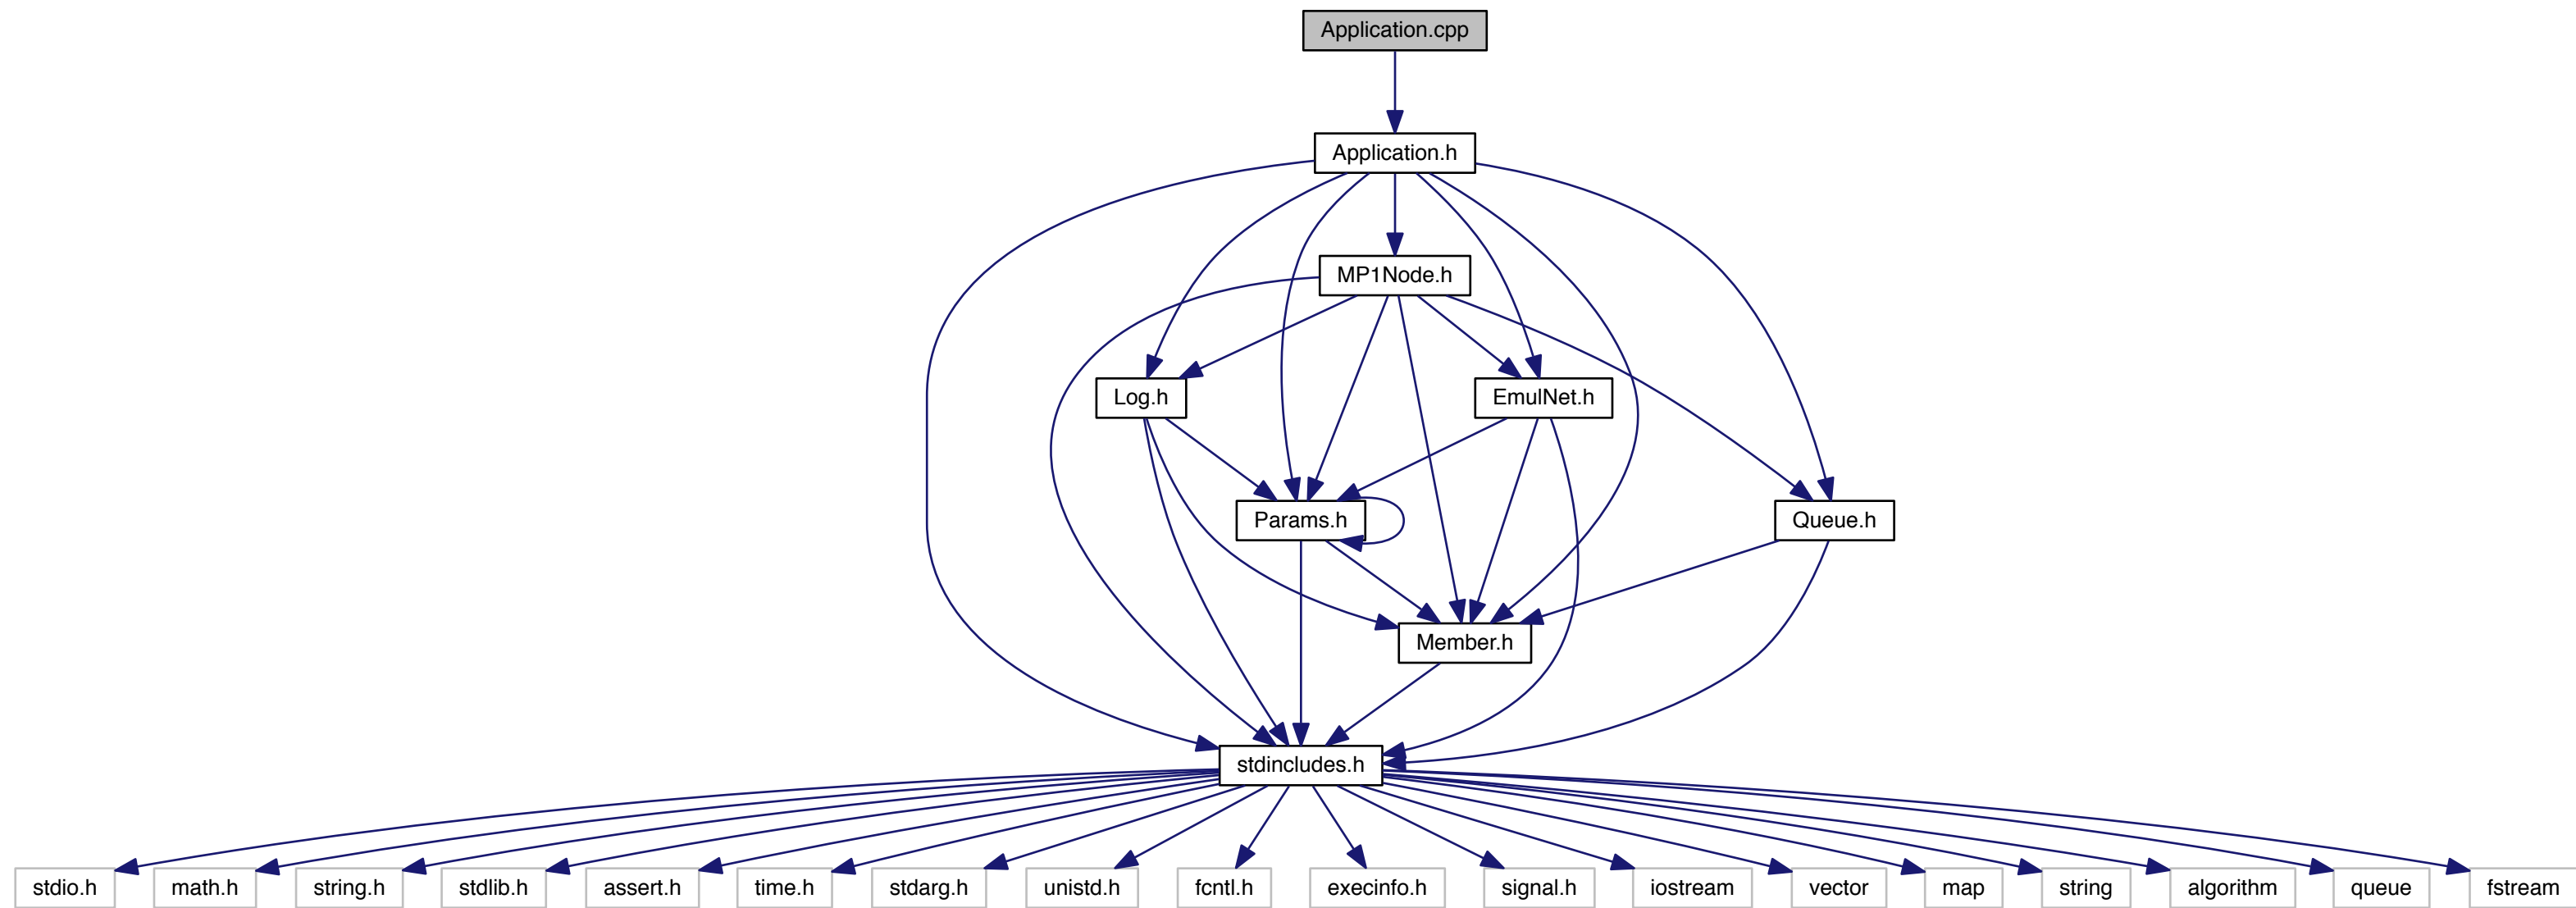 Application.cpp
Application.h
MP1Node.h
Log.h
EmulNet.h
Params.h
Queue.h
Member.h
stdincludes.h
stdio.h
math.h
string.h
stdlib.h
assert.h
time.h
stdarg.h
unistd.h
fcntl.h
execinfo.h
signal.h
iostream
vector
map
string
algorithm
queue
fstream